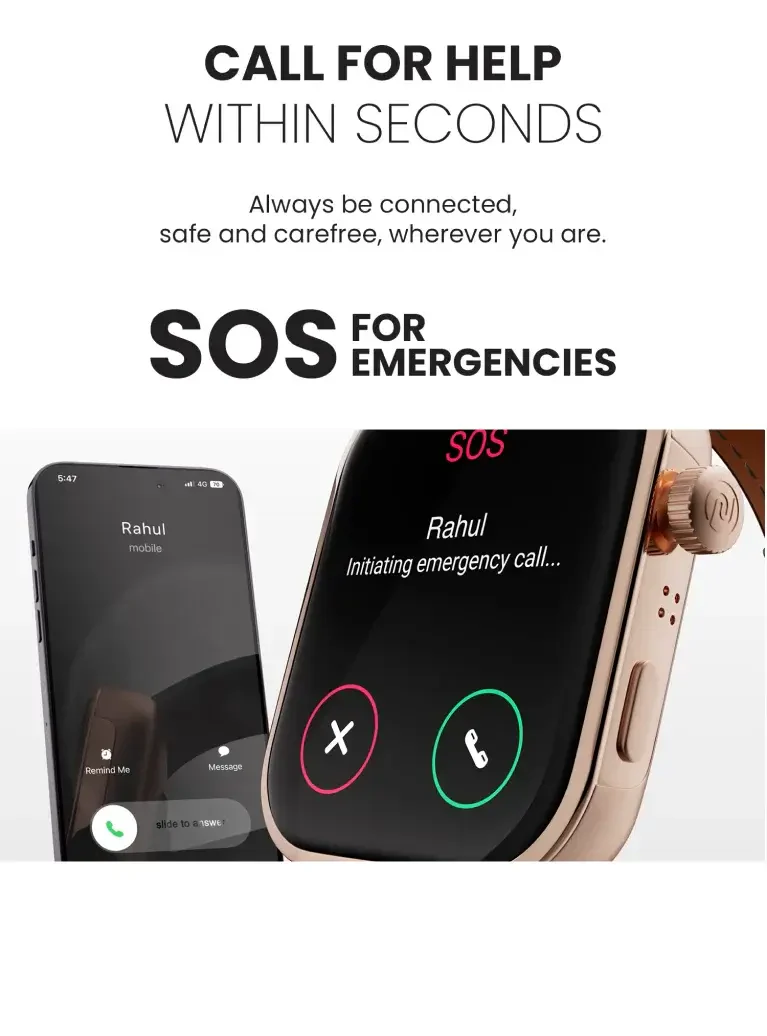 CALL FOR HELP
WITHIN SECONDS
Always be connected,
safe and carefree, wherever you are.
SOS FOR
EMERGENCIES
5:47
4G 76
Rahul
mobile
Remind Me
Message
slide to answer
SOS
Rahul
Initiating emergency call...